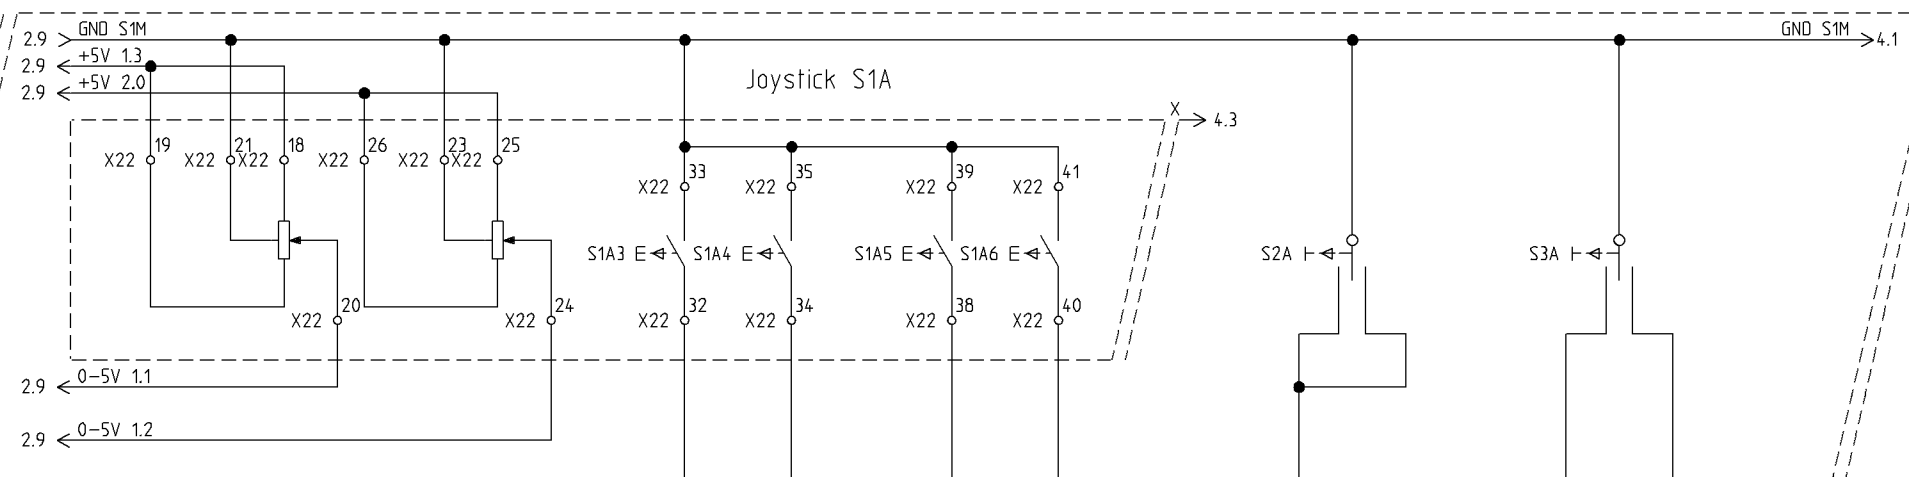 2.9 GND S1M GND S1M 4.1
2.9 +5V 1.3
2.9 +5V 2.0
Joystick S1A
X 4.3
19 21 18 26 23 25
X22 X22 X22 X22 X22 X22
33 35 39 41
X22 X22 X22 X22
S1A3 S1A4 S1A5 S1A6 S2A S3A
20 24 32 34 38 40
X22 X22 X22 X22 X22 X22
2.9 0-5V 1.1
2.9 0-5V 1.2